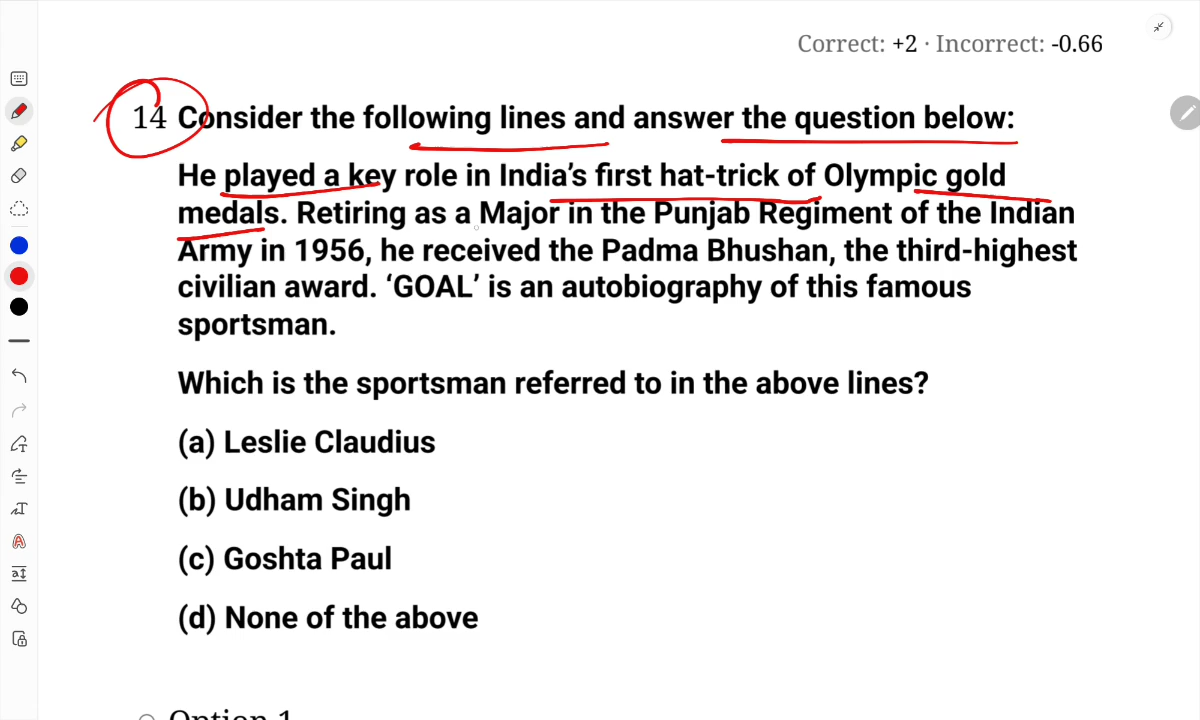 Correct: +2 · Incorrect: -0.66
14 Consider the following lines and answer the question below:
He played a key role in India’s first hat-trick of Olympic gold
medals. Retiring as a Major in the Punjab Regiment of the Indian
Army in 1956, he received the Padma Bhushan, the third-highest
civilian award. ‘GOAL’ is an autobiography of this famous
sportsman.
Which is the sportsman referred to in the above lines?
(a) Leslie Claudius
(b) Udham Singh
(c) Goshta Paul
(d) None of the above
Option 1